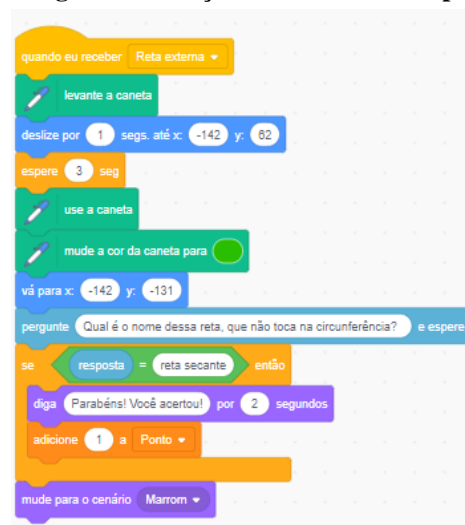 quando eu receber Reta externa
levante a caneta
deslize por 1 segs. até x: -142 y: 62
espere 3 seg
use a caneta
mude a cor da caneta para
vá para x: -142 y: -131
pergunte Qual é o nome dessa reta, que não toca na circunferência? e espere
se resposta = reta secante então
diga Parabéns! Você acertou! por 2 segundos
adicione 1 a Ponto
mude para o cenário Marrom